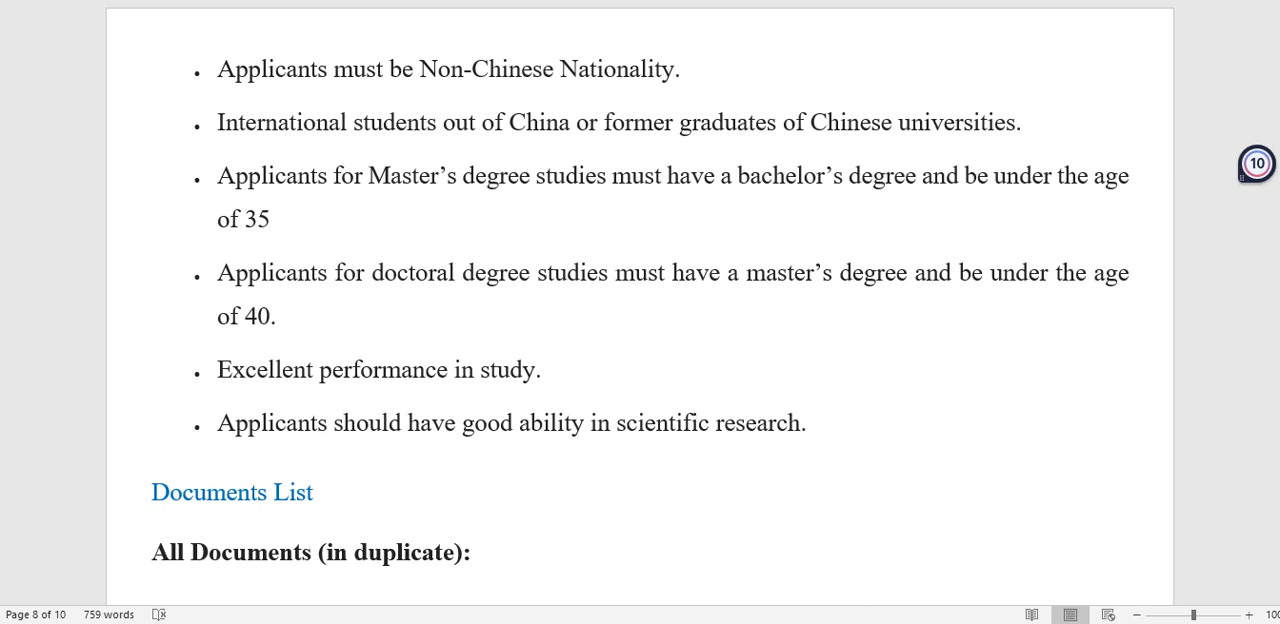 • Applicants must be Non-Chinese Nationality.
• International students out of China or former graduates of Chinese universities.
• Applicants for Master’s degree studies must have a bachelor’s degree and be under the age
of 35
• Applicants for doctoral degree studies must have a master’s degree and be under the age
of 40.
• Excellent performance in study.
• Applicants should have good ability in scientific research.
Documents List
All Documents (in duplicate):
10
Page 8 of 10 759 words